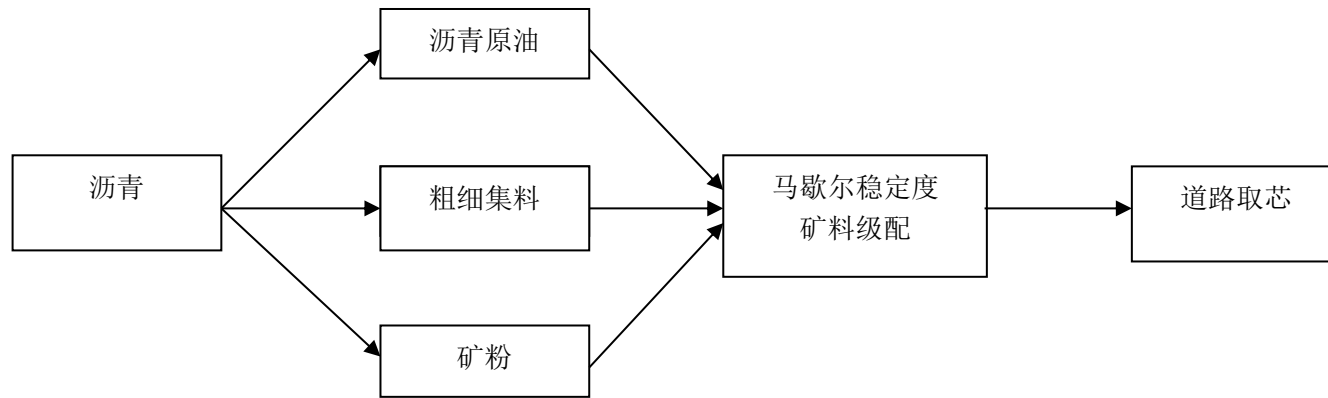 沥青原油
沥青
粗细集料
马歇尔稳定度
矿料级配
道路取芯
矿粉